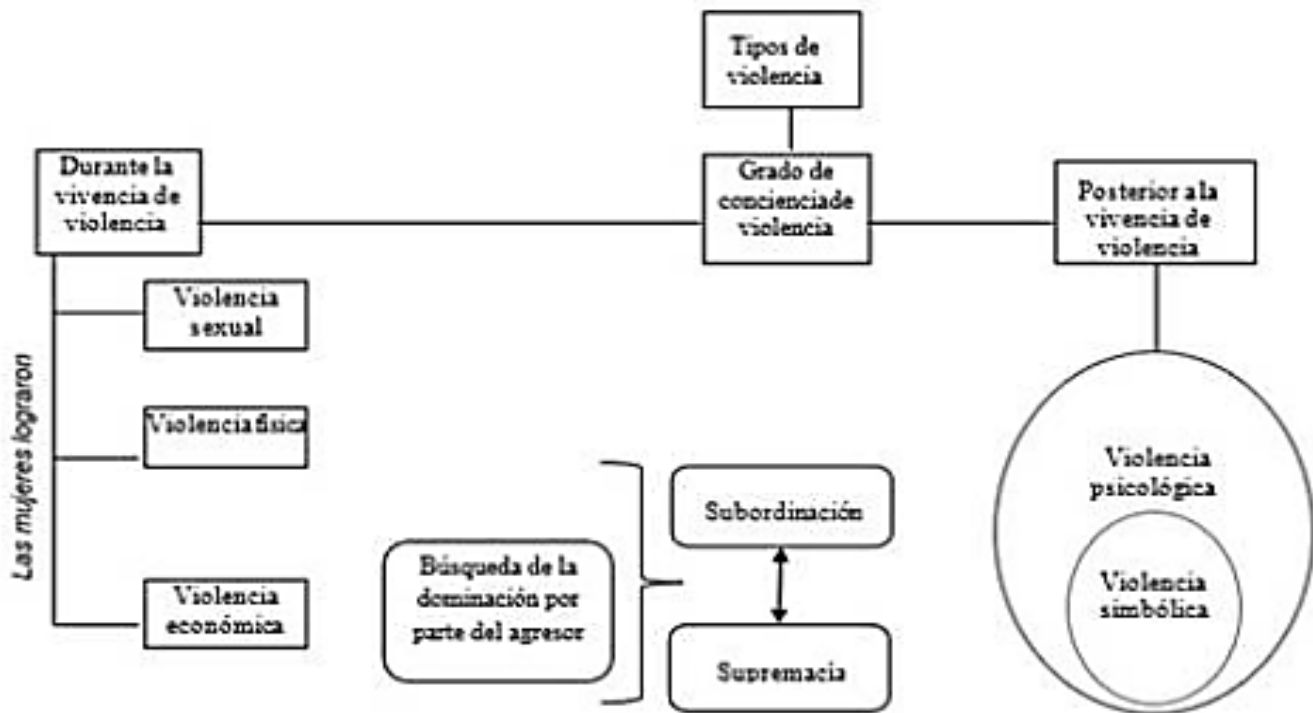 Tipos de
violencia
Durante la
vivencia de
violencia
Grado de
concienciade
violencia
Posterior a la
vivencia de
violencia
Violencia
sexual
Las mujeres lograron
Violencia física
Violencia
económica
Búsqueda de la
dominación por
parte del agresor
Subordinación
Supremacia
Violencia
psicológica
Violencia
simbólica